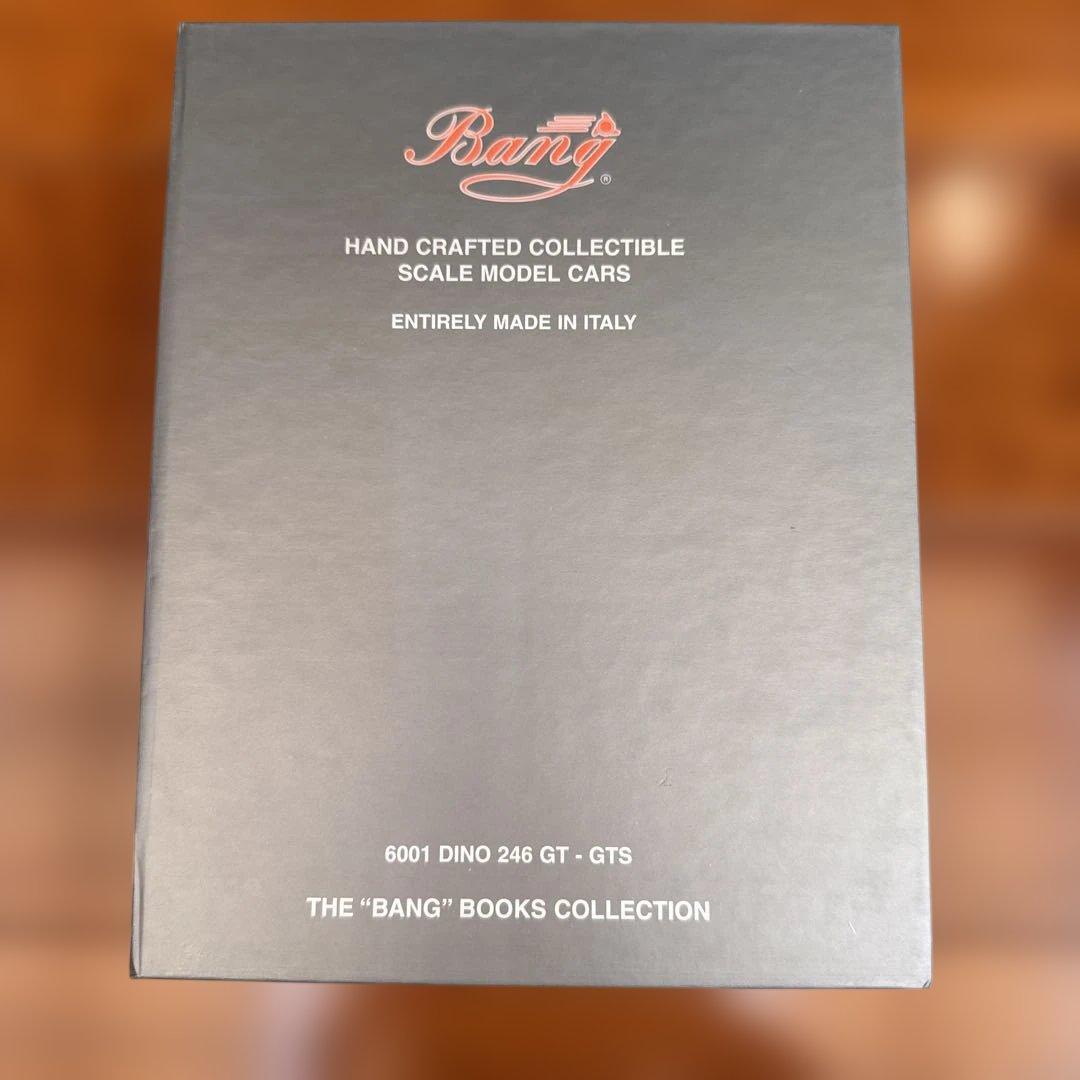 Bang®
HAND CRAFTED COLLECTIBLE
SCALE MODEL CARS
ENTIRELY MADE IN ITALY
6001 DINO 246 GT - GTS
THE “BANG” BOOKS COLLECTION